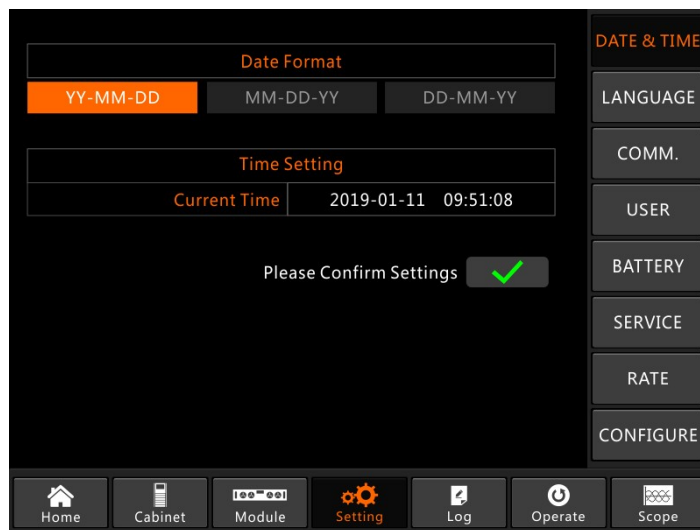 Date Format
YY-MM-DD MM-DD-YY DD-MM-YY
Time Setting
Current Time 2019-01-11 09:51:08
Please Confirm Settings
DATE & TIME
LANGUAGE
COMM.
USER
BATTERY
SERVICE
RATE
CONFIGURE
Home Cabinet Module Setting Log Operate Scope